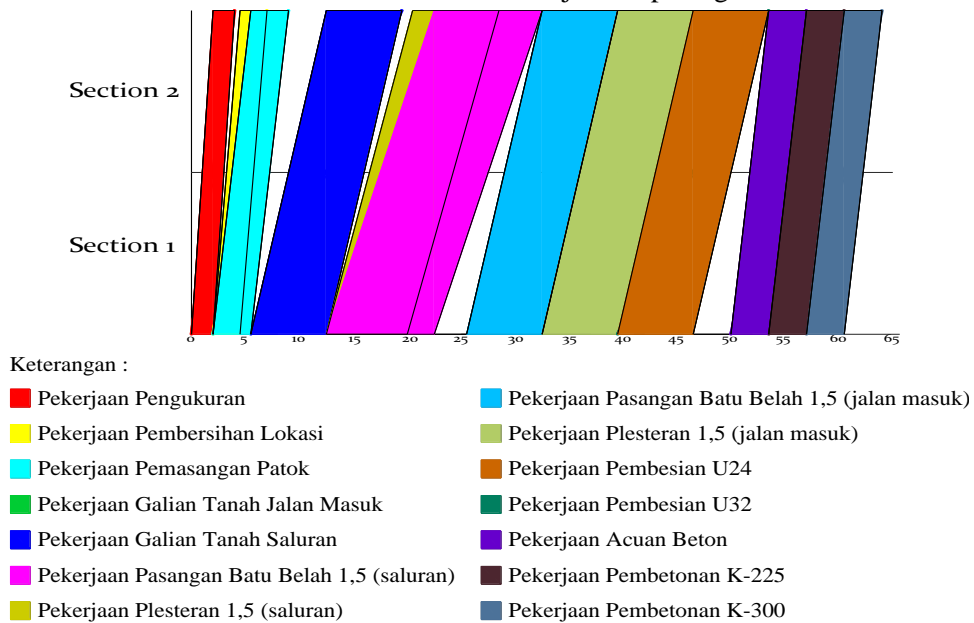 Section 2
Section 1
0 5 10 15 20 25 30 35 40 45 50 55 60 65
Keterangan :
Pekerjaan Pengukuran
Pekerjaan Pembersihan Lokasi
Pekerjaan Pemasangan Patok
Pekerjaan Galian Tanah Jalan Masuk
Pekerjaan Galian Tanah Saluran
Pekerjaan Pasangan Batu Belah 1,5 (saluran)
Pekerjaan Plesteran 1,5 (saluran)
Pekerjaan Pasangan Batu Belah 1,5 (jalan masuk)
Pekerjaan Plesteran 1,5 (jalan masuk)
Pekerjaan Pembesian U24
Pekerjaan Pembesian U32
Pekerjaan Acuan Beton
Pekerjaan Pembetonan K-225
Pekerjaan Pembetonan K-300